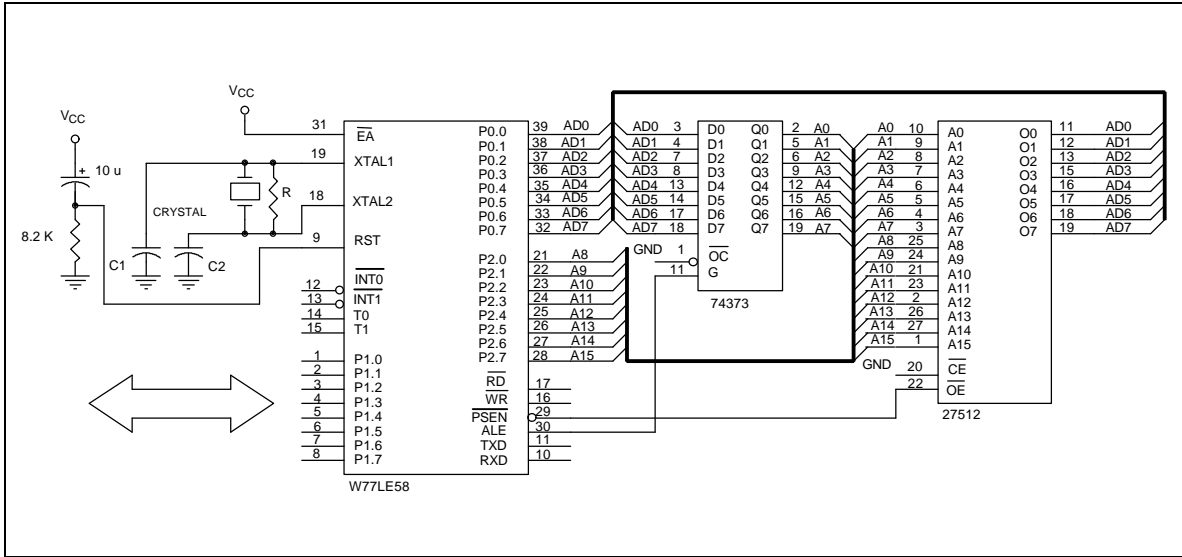 VCC
VCC
31 EA
19 XTAL1
10 u
+
R
CRYSTAL
18 XTAL2
8.2 K
9 RST
C1 C2
12 INT0
13 INT1
14 T0
15 T1
1 P1.0
2 P1.1
3 P1.2
4 P1.3
5 P1.4
6 P1.5
7 P1.6
8 P1.7
P0.0 39 AD0
P0.1 38 AD1
P0.2 37 AD2
P0.3 36 AD3
P0.4 35 AD4
P0.5 34 AD5
P0.6 33 AD6
P0.7 32 AD7
P2.0 21 A8
P2.1 22 A9
P2.2 23 A10
P2.3 24 A11
P2.4 25 A12
P2.5 26 A13
P2.6 27 A14
P2.7 28 A15
RD 17
WR 16
PSEN 29
ALE 30
TXD 11
RXD 10
W77LE58
AD0 3 D0 Q0 2 A0
AD1 4 D1 Q1 5 A1
AD2 7 D2 Q2 6 A2
AD3 8 D3 Q3 9 A3
AD4 13 D4 Q4 12 A4
AD5 14 D5 Q5 15 A5
AD6 17 D6 Q6 16 A6
AD7 18 D7 Q7 19 A7
GND 1 OC
11 G
74373
A0 10 A0 O0 11 AD0
A1 9 A1 O1 12 AD1
A2 8 A2 O2 13 AD2
A3 7 A3 O3 15 AD3
A4 6 A4 O4 16 AD4
A5 5 A5 O5 17 AD5
A6 4 A6 O6 18 AD6
A7 3 A7 O7 19 AD7
A8 25 A8
A9 24 A9
A10 21 A10
A11 23 A11
A12 2 A12
A13 26 A13
A14 27 A14
A15 1 A15
GND 20 CE
22 OE
27512